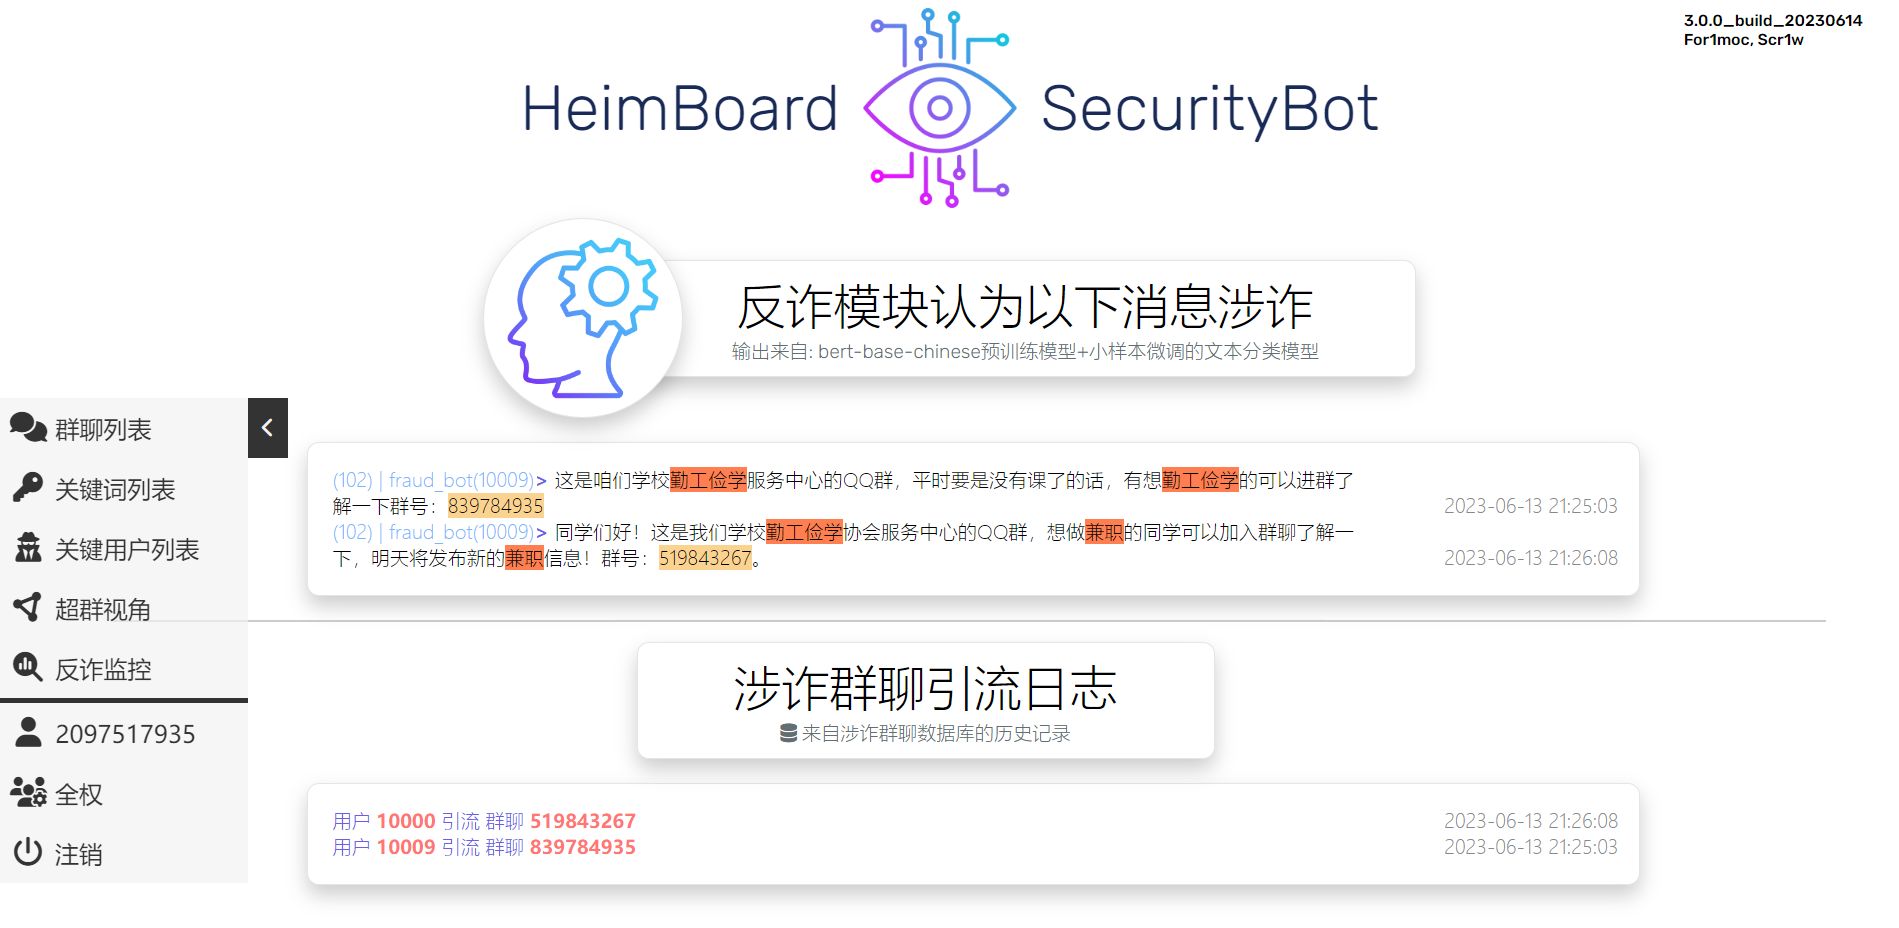 3.0.0_build_20230614
For1moc, Scr1w
HeimBoard SecurityBot
反诈模块认为以下消息涉诈
输出来自: bert-base-chinese预训练模型+小样本微调的文本分类模型
群聊列表
关键词列表
关键用户列表
超群视角
反诈监控
2097517935
全权
注销
(102) | fraud_bot(10009)> 这是咱们学校勤工俭学服务中心的QQ群，平时要是没有课了的话，有想勤工俭学的可以进群了
解一下群号：839784935 2023-06-13 21:25:03
(102) | fraud_bot(10009)> 同学们好！这是我们学校勤工俭学协会服务中心的QQ群，想做兼职的同学可以加入群聊了解一
下，明天将发布新的兼职信息！群号：519843267。 2023-06-13 21:26:08
涉诈群聊引流日志
来自涉诈群聊数据库的历史记录
用户 10000 引流 群聊 519843267 2023-06-13 21:26:08
用户 10009 引流 群聊 839784935 2023-06-13 21:25:03